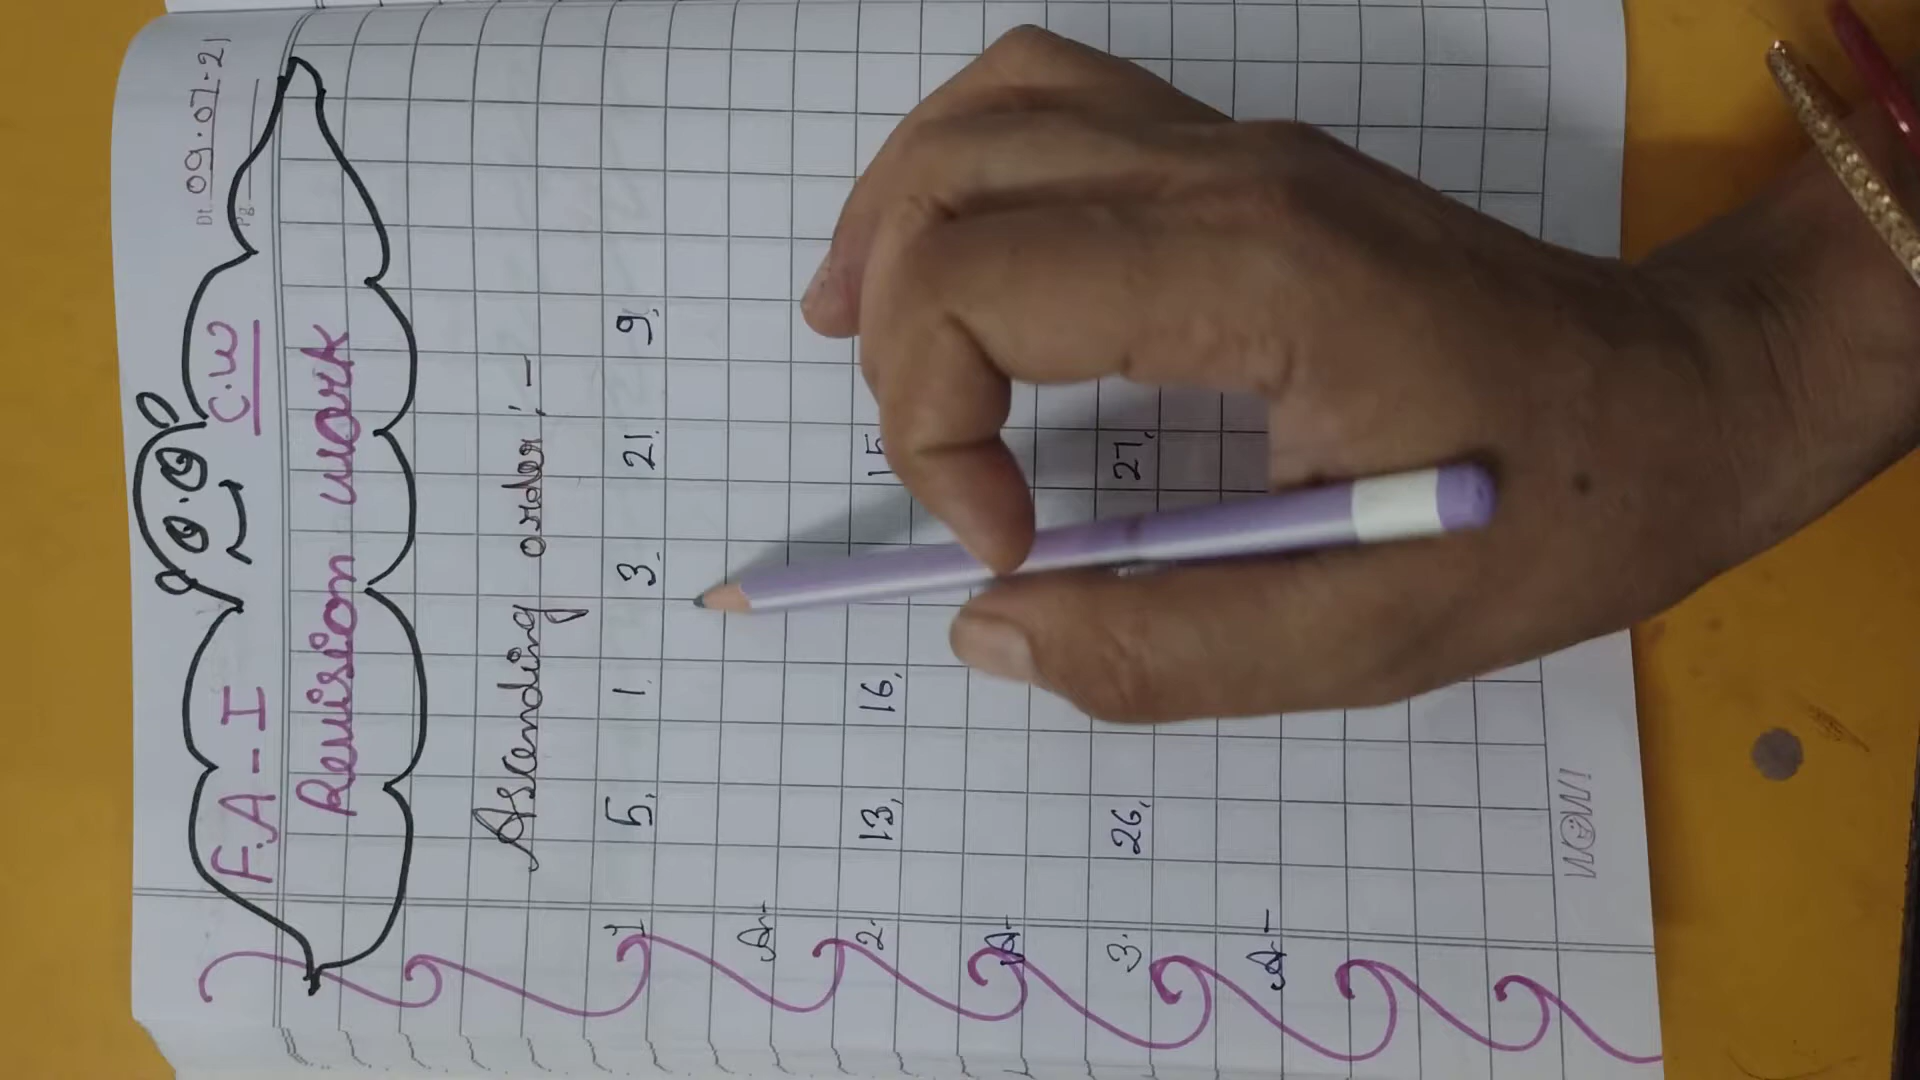 Dt. 09.07.21
Pg
F.A-I C.W
Revision work
Ascending order:-
1. 5, 1, 3, 21, 9,
A-
2. 13, 16, 15
A-
3. 26, 27,
A-
WOW!